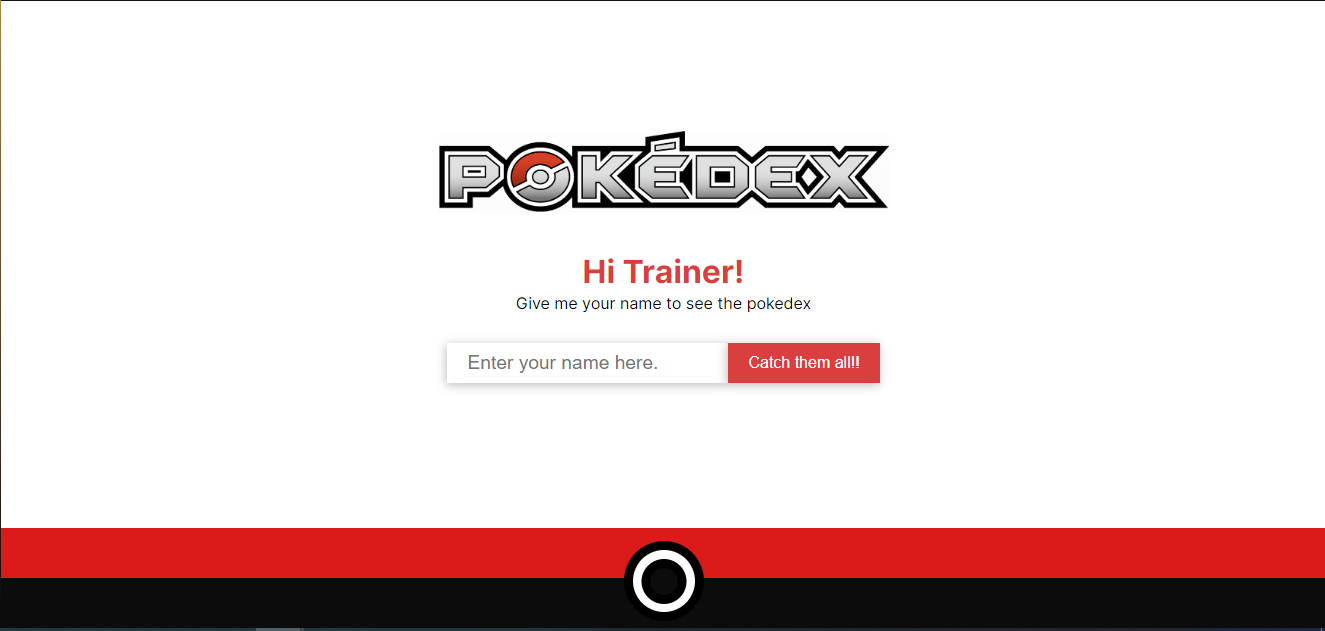 POKÉDEX
Hi Trainer!
Give me your name to see the pokedex
Enter your name here.
Catch them all!!